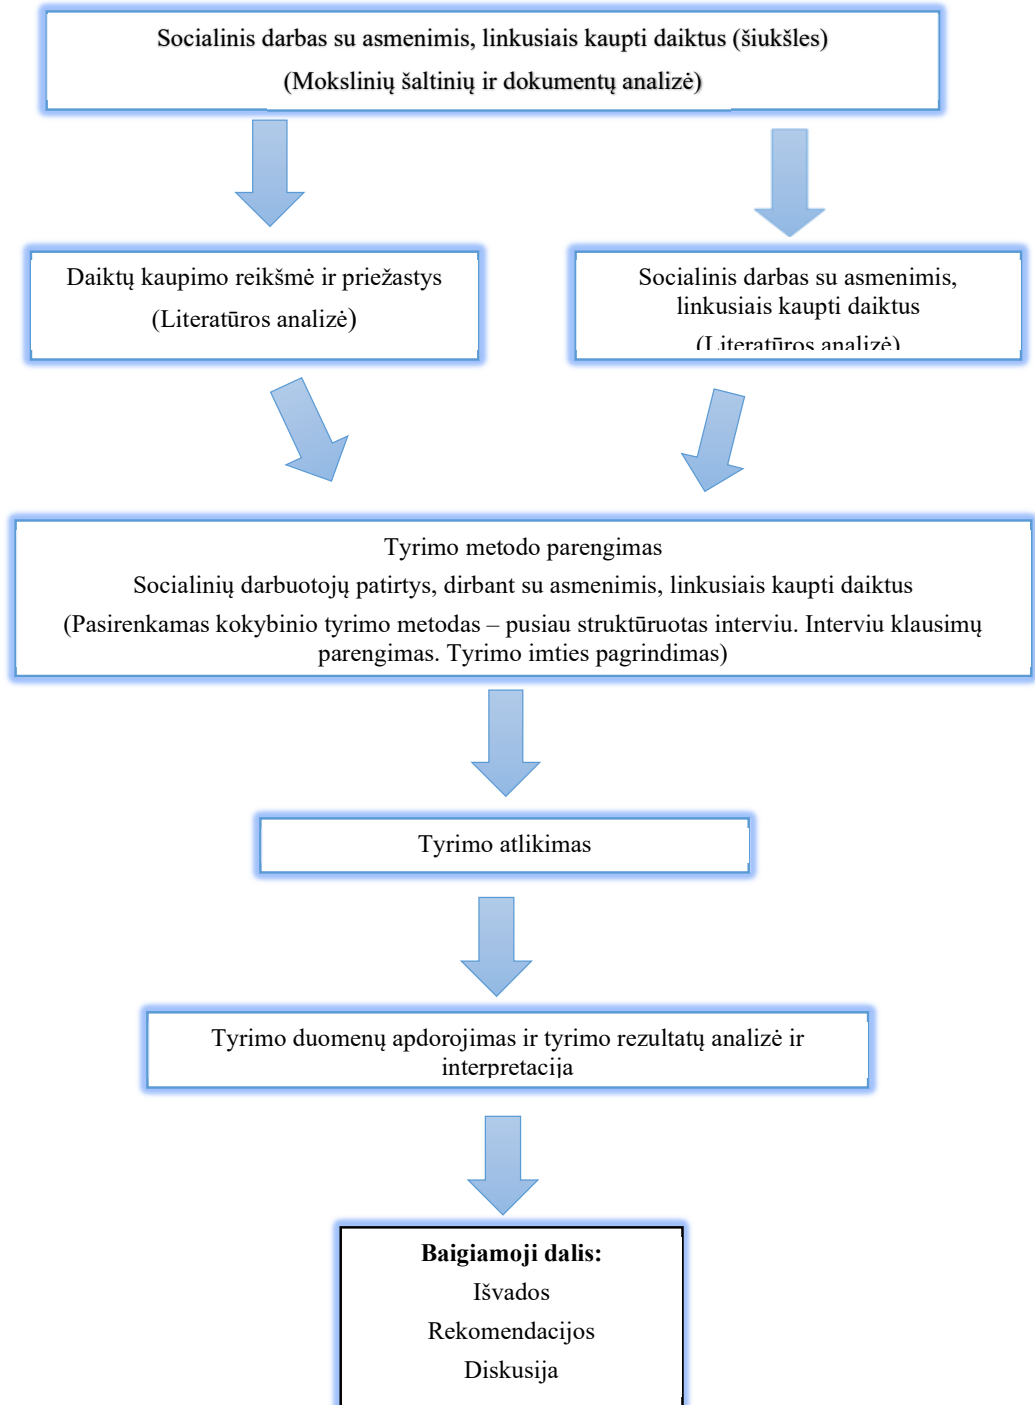 Socialinis darbas su asmenimis, linkusiais kaupti daiktus (šiukšles)
(Mokslinių šaltinių ir dokumentų analizė)
Daiktų kaupimo reikšmė ir priežastys
(Literatūros analizė)
Socialinis darbas su asmenimis,
linkusiais kaupti daiktus
(Literatūros analizė)
Tyrimo metodo parengimas
Socialinių darbuotojų patirtys, dirbant su asmenimis, linkusiais kaupti daiktus
(Pasirenkamas kokybinio tyrimo metodas – pusiau struktūruotas interviu. Interviu klausimų
parengimas. Tyrimo imties pagrindimas)
Tyrimo atlikimas
Tyrimo duomenų apdorojimas ir tyrimo rezultatų analizė ir
interpretacija
Baigiamoji dalis:
Išvados
Rekomendacijos
Diskusija